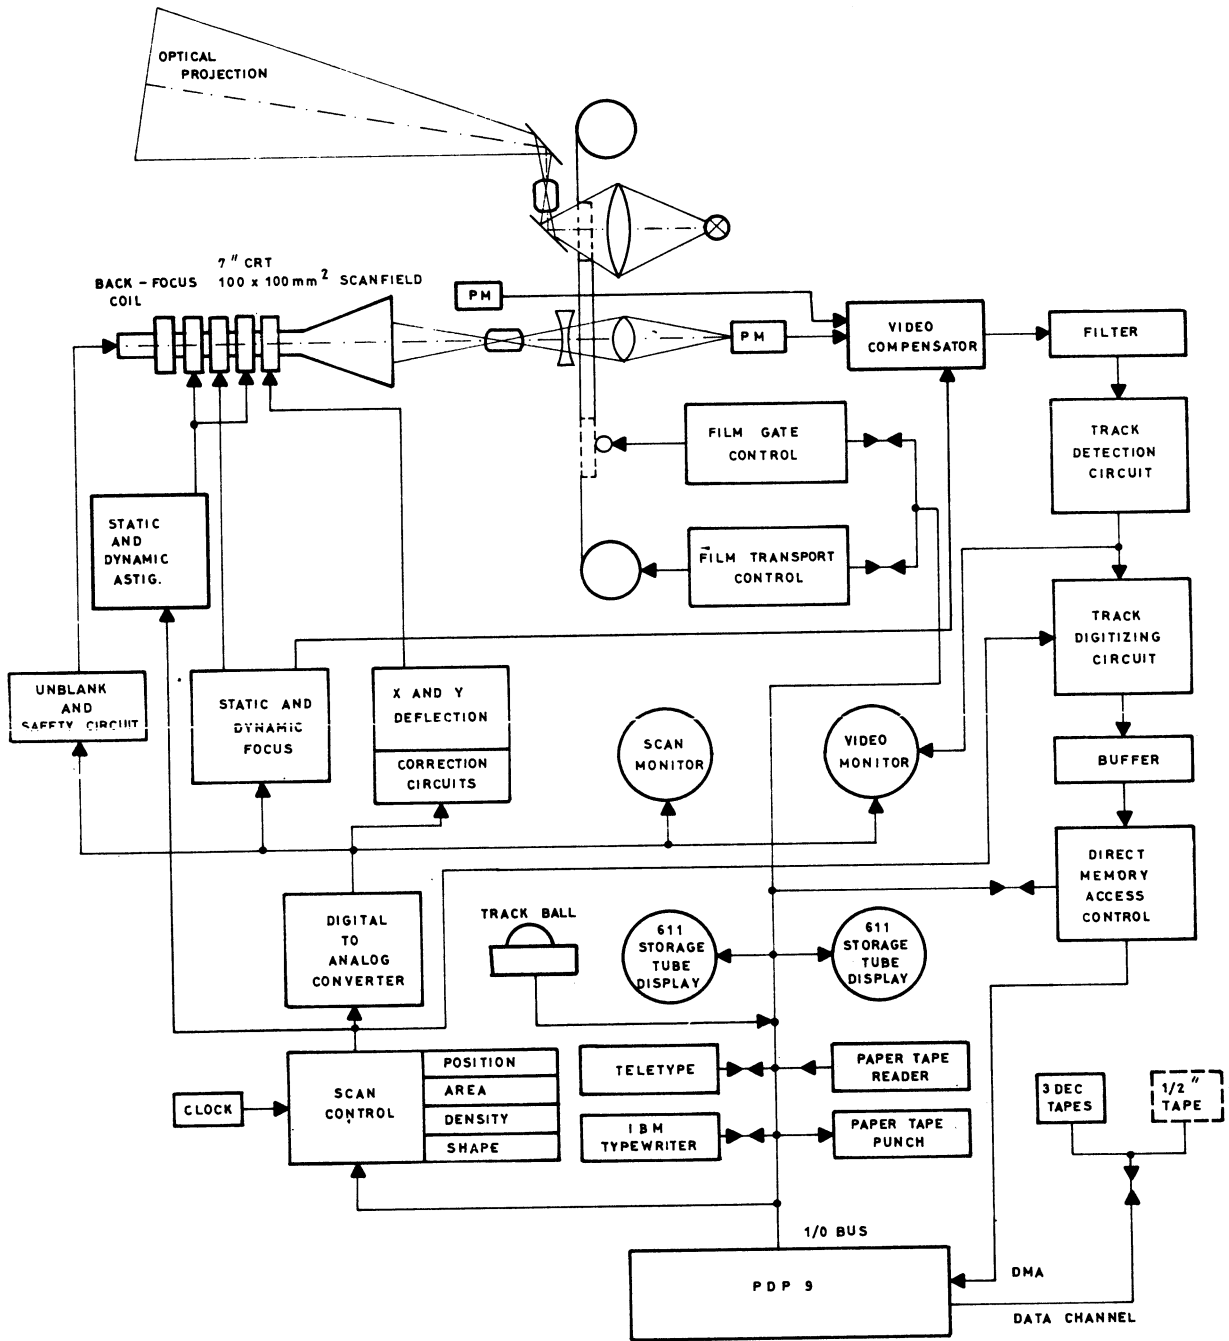 OPTICAL
PROJECTION
7" CRT
BACK - FOCUS
COIL
100 x 100 mm² SCANFIELD
PM
PM
VIDEO
COMPENSATOR
FILTER
FILM GATE
CONTROL
TRACK
DETECTION
CIRCUIT
STATIC
AND
DYNAMIC
ASTIG.
FILM TRANSPORT
CONTROL
TRACK
DIGITIZING
CIRCUIT
UNBLANK
AND
SAFETY CIRCUIT
STATIC AND
DYNAMIC
FOCUS
X AND Y
DEFLECTION
CORRECTION
CIRCUITS
SCAN
MONITOR
VIDEO
MONITOR
BUFFER
DIRECT
MEMORY
ACCESS
CONTROL
DIGITAL
TO
ANALOG
CONVERTER
TRACK BALL
611
STORAGE
TUBE
DISPLAY
611
STORAGE
TUBE
DISPLAY
CLOCK
SCAN
CONTROL
POSITION
AREA
DENSITY
SHAPE
TELETYPE
PAPER TAPE
READER
IBM
TYPEWRITER
PAPER TAPE
PUNCH
3 DEC
TAPES
1/2"
TAPE
1/0 BUS
PDP 9
DMA
DATA CHANNEL